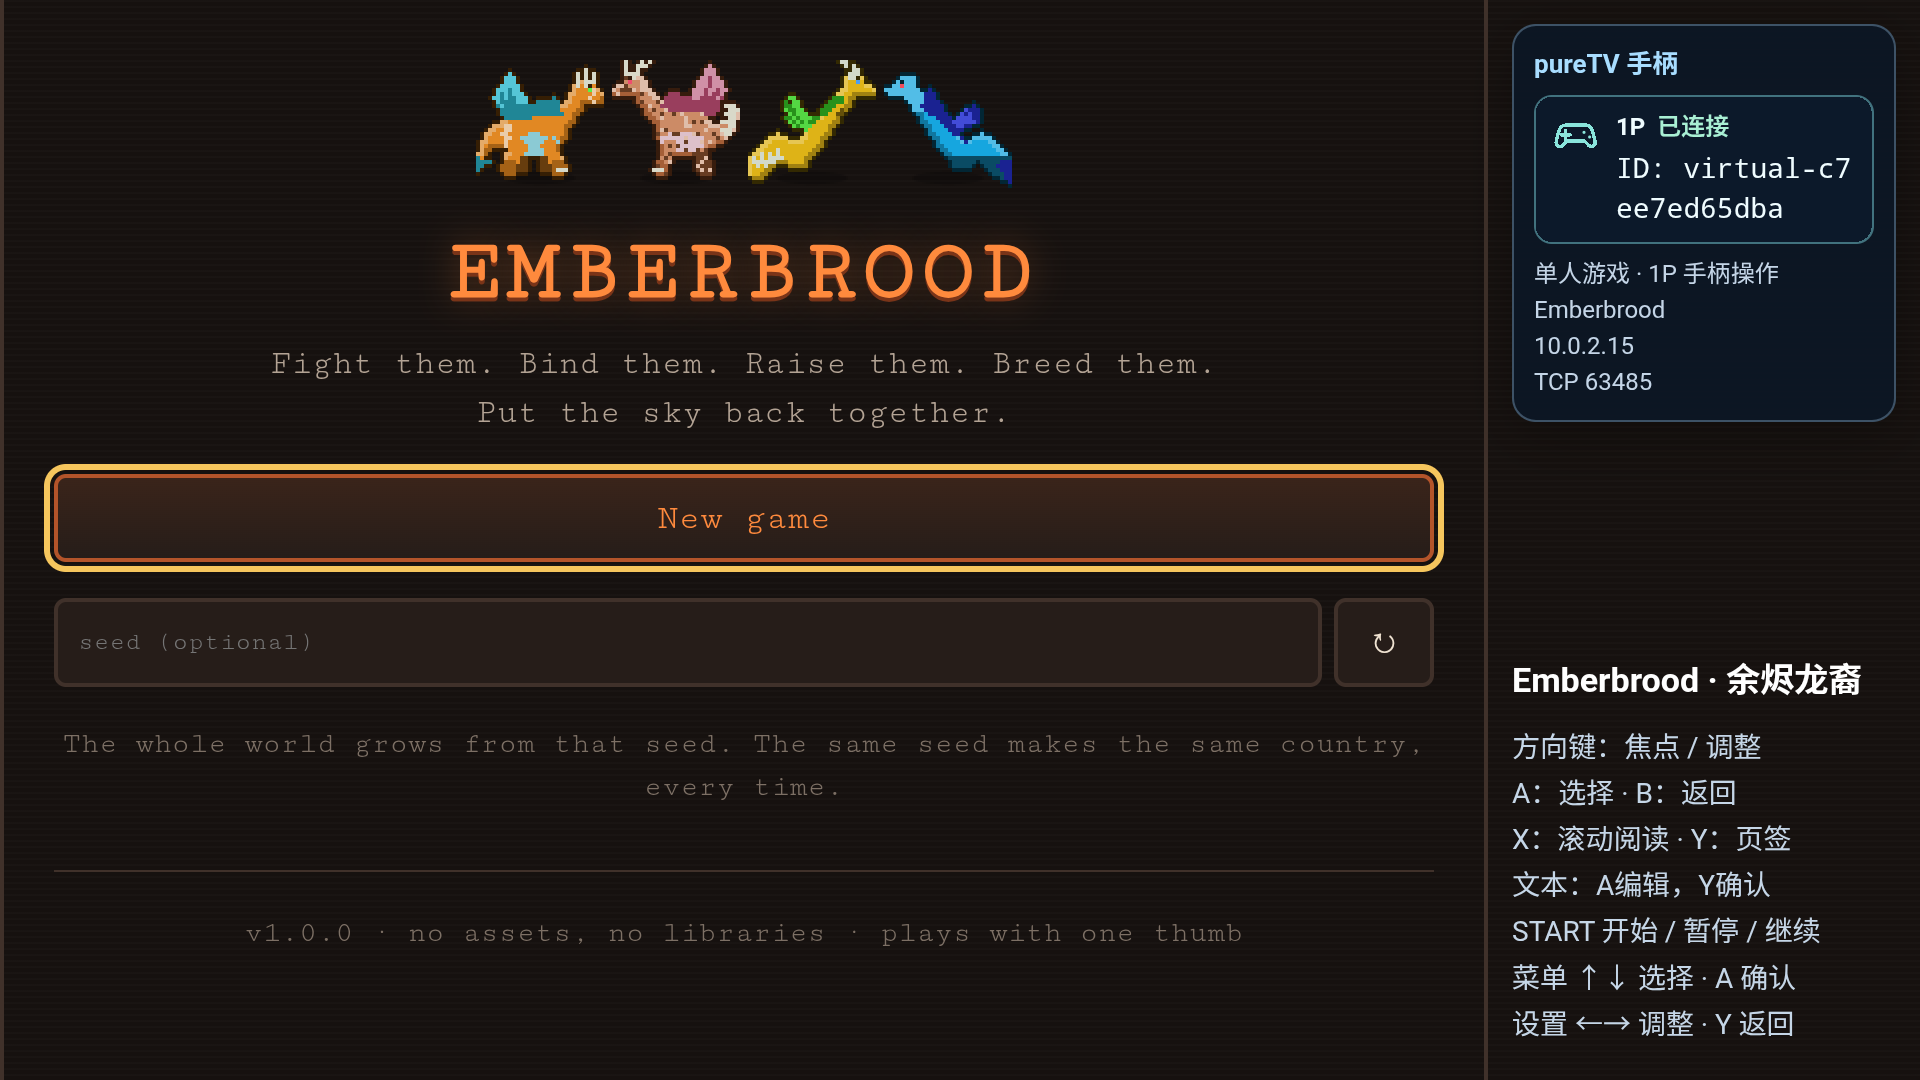 EMBERBROOD
Fight them. Bind them. Raise them. Breed them.
Put the sky back together.
New game
seed (optional)
↻
The whole world grows from that seed. The same seed makes the same country,
every time.
v1.0.0 · no assets, no libraries · plays with one thumb
pureTV 手柄
1P 已连接
ID: virtual-c7
ee7ed65dba
单人游戏 · 1P 手柄操作
Emberbrood
10.0.2.15
TCP 63485
Emberbrood · 余烬龙裔
方向键：焦点 / 调整
A：选择 · B：返回
X：滚动阅读 · Y：页签
文本：A编辑，Y确认
START 开始 / 暂停 / 继续
菜单 ↑↓ 选择 · A 确认
设置 ←→ 调整 · Y 返回